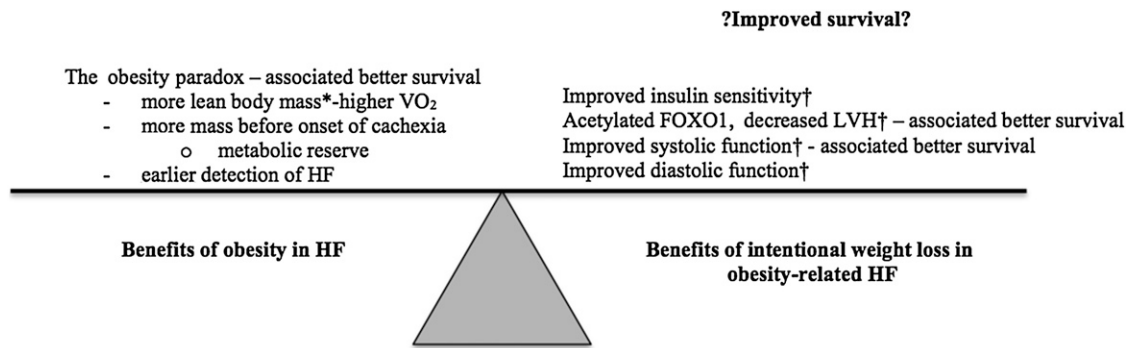 ?Improved survival?
The obesity paradox – associated better survival
- more lean body mass*-higher VO₂
- more mass before onset of cachexia
o metabolic reserve
- earlier detection of HF
Improved insulin sensitivity†
Acetylated FOXO1, decreased LVH† – associated better survival
Improved systolic function† - associated better survival
Improved diastolic function†
Benefits of obesity in HF
Benefits of intentional weight loss in
obesity-related HF